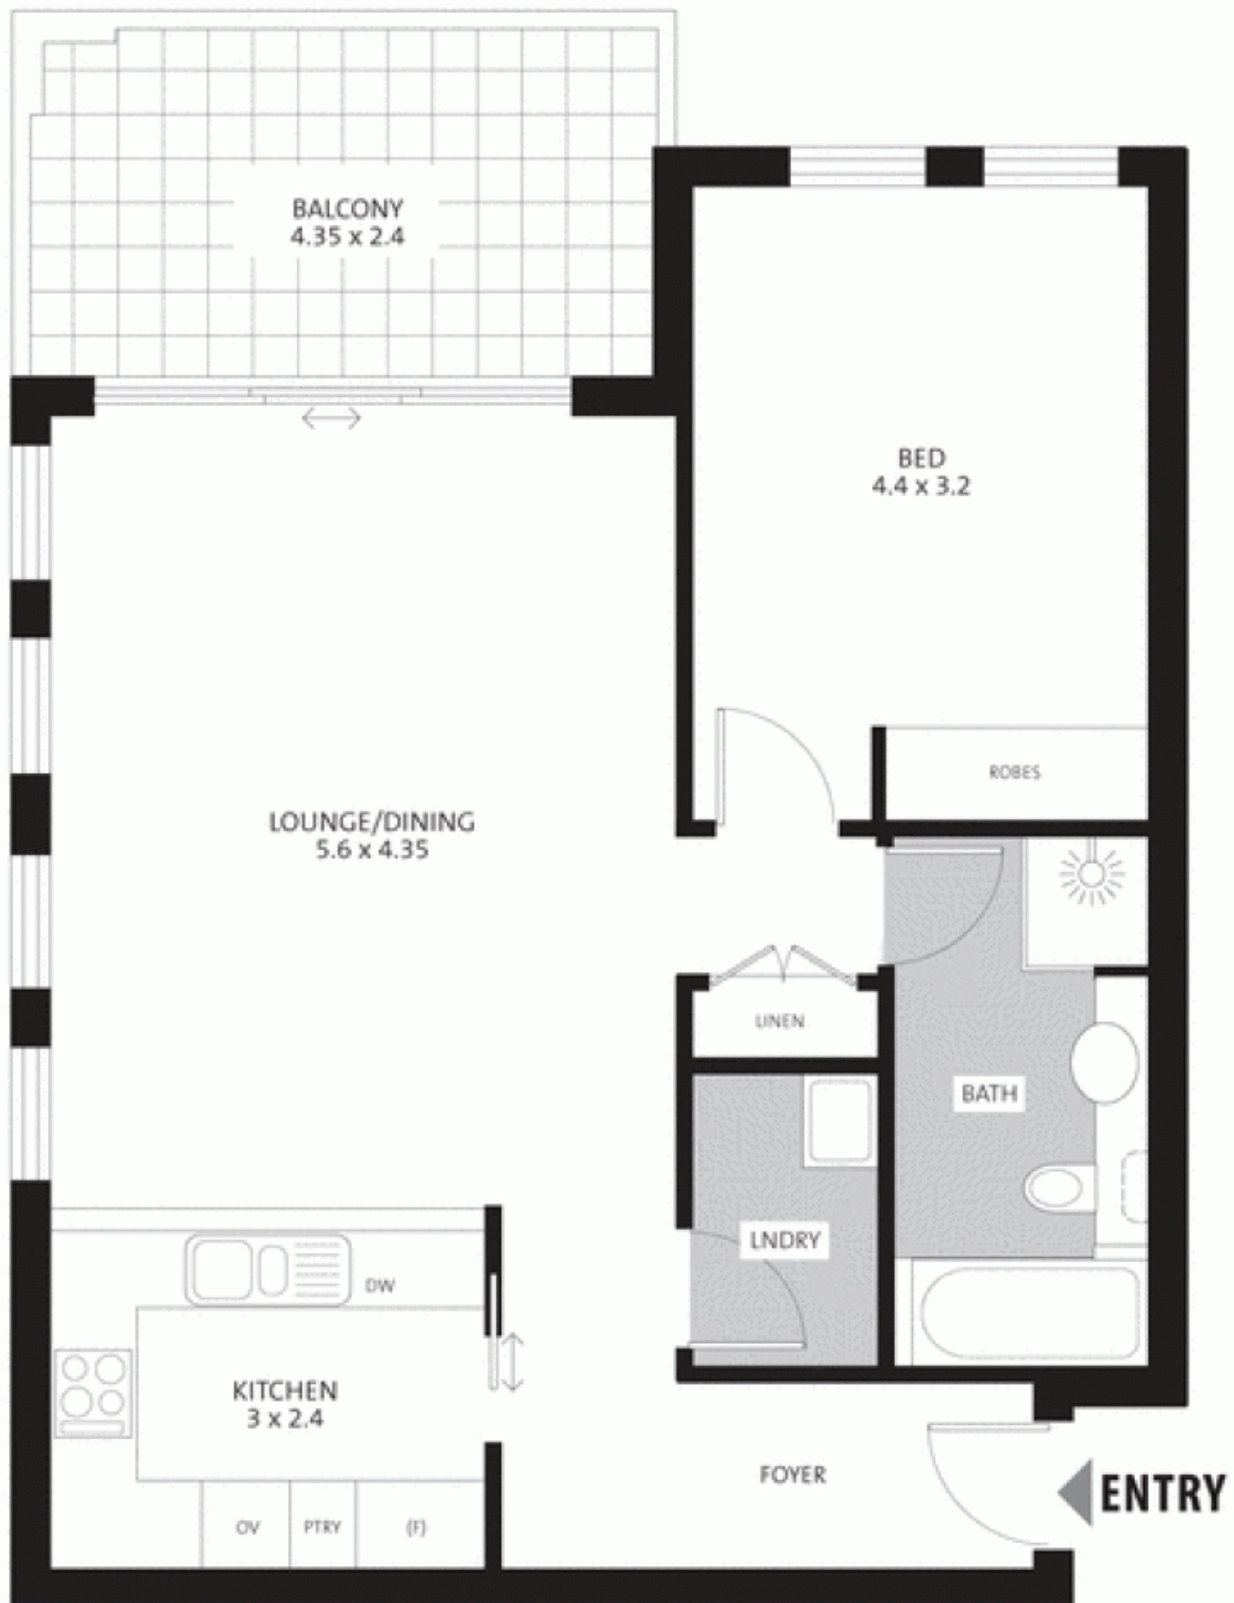 BALCONY
4.35 x 2.4
BED
4.4 x 3.2
ROBES
LOUNGE/DINING
5.6 x 4.35
LINEN
BATH
LNDRY
DW
KITCHEN
3 x 2.4
FOYER
ENTRY
OV
PTRY
(F)